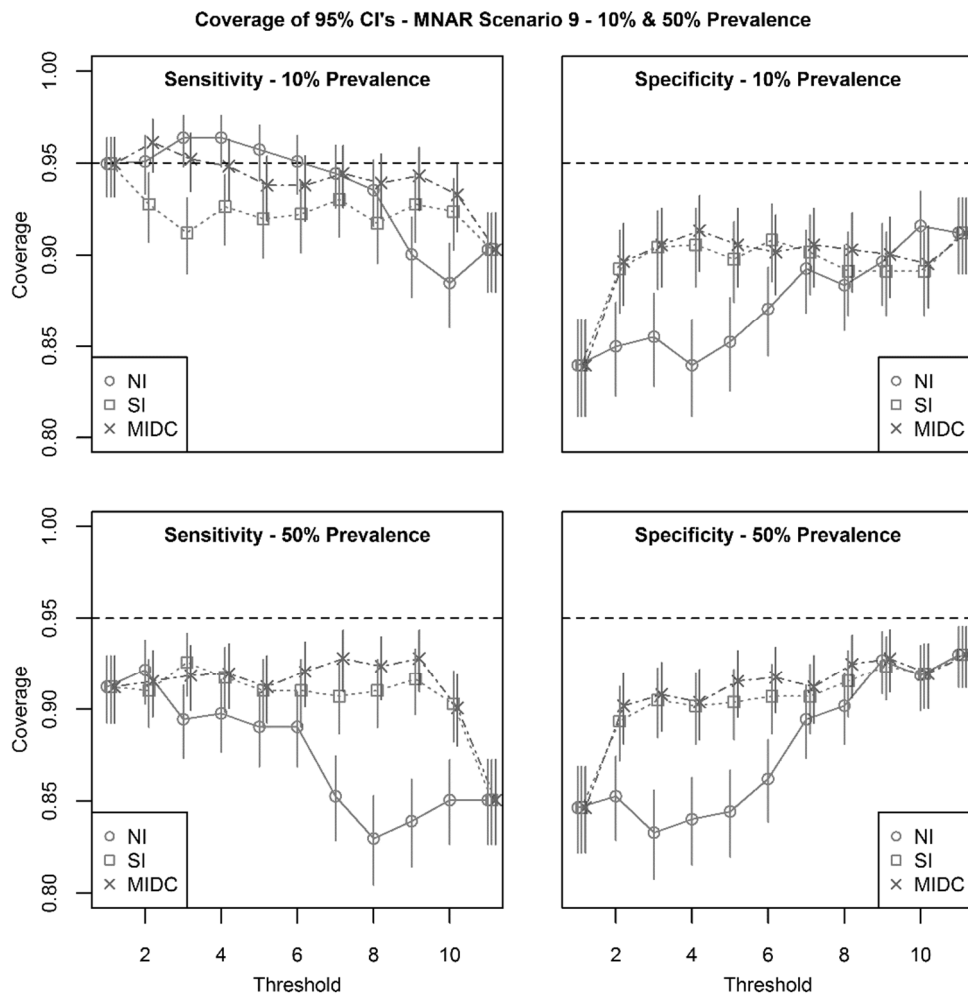 Coverage of 95% CI's - MNAR Scenario 9 - 10% & 50% Prevalence
Sensitivity - 10% Prevalence
Coverage
1.00
0.95
0.90
0.85
0.80
NI
SI
MIDC
Specificity - 10% Prevalence
NI
SI
MIDC
Sensitivity - 50% Prevalence
Coverage
1.00
0.95
0.90
0.85
0.80
NI
SI
MIDC
2 4 6 8 10
Threshold
Specificity - 50% Prevalence
NI
SI
MIDC
2 4 6 8 10
Threshold